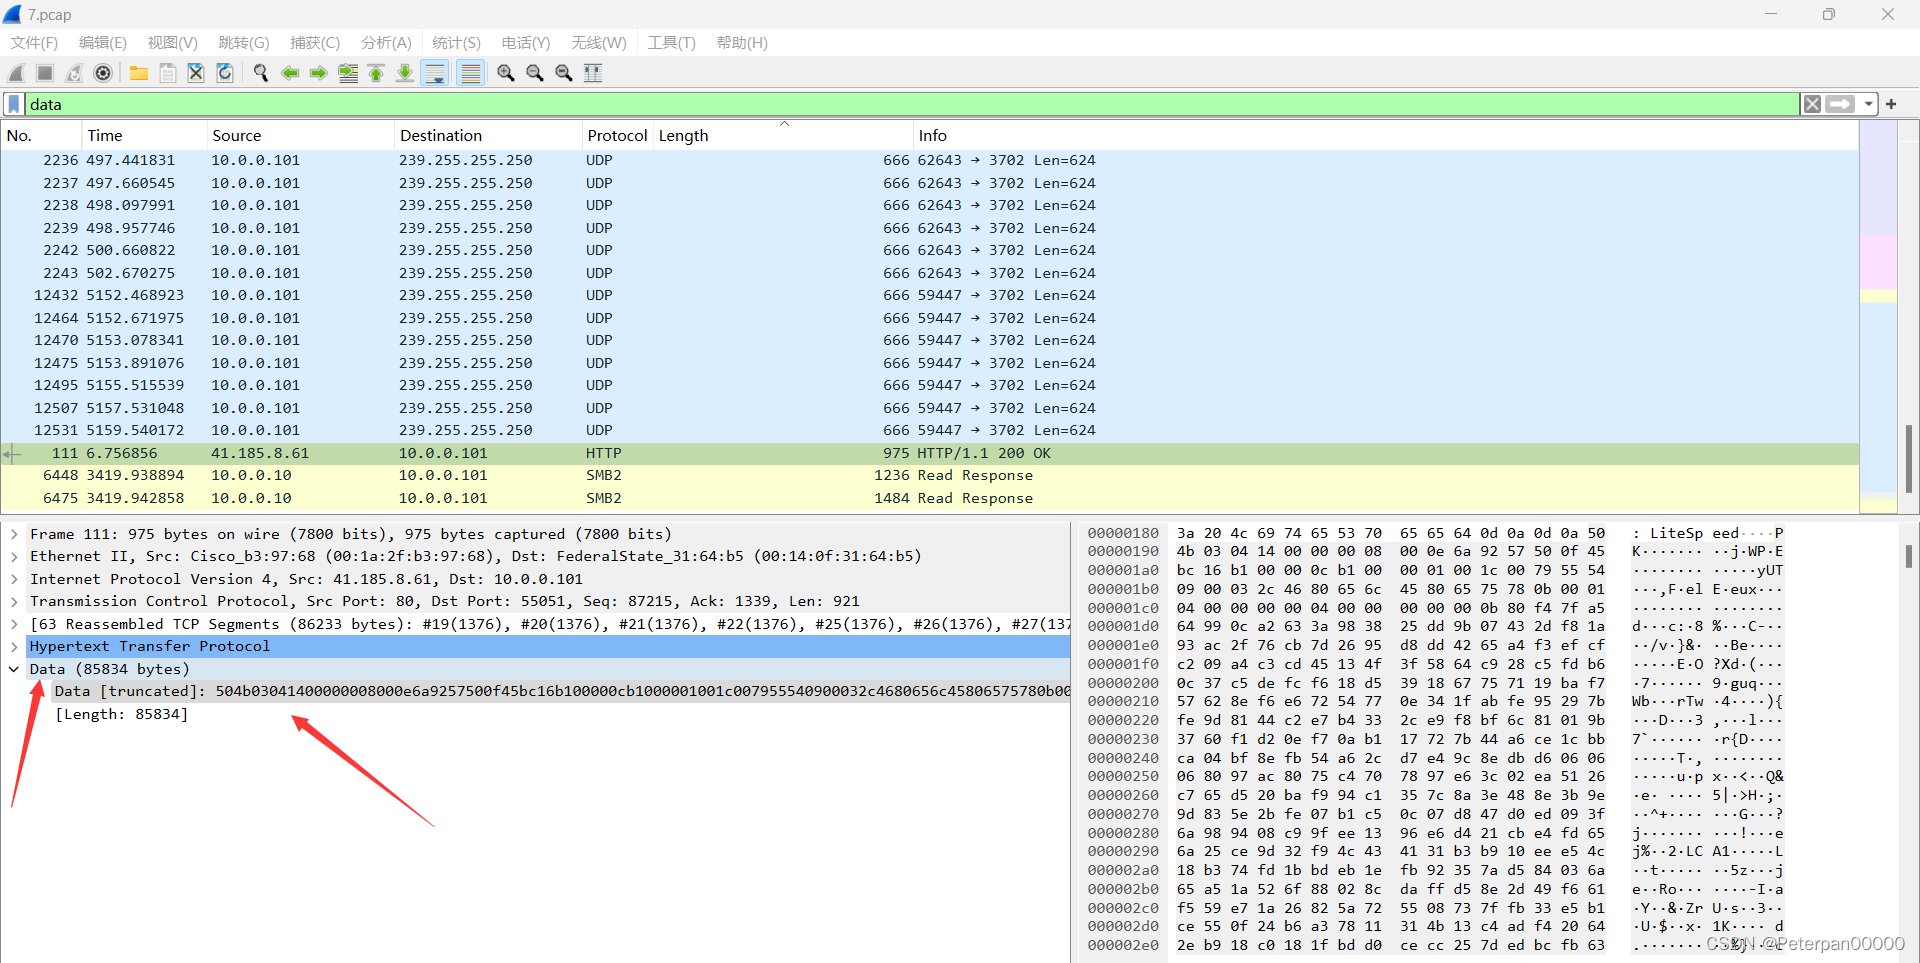 7.pcap
文件(F) 编辑(E) 视图(V) 跳转(G) 捕获(C) 分析(A) 统计(S) 电话(Y) 无线(W) 工具(T) 帮助(H)
data
No. Time Source Destination Protocol Length Info
2236 497.441831 10.0.0.101 239.255.255.250 UDP 666 62643 → 3702 Len=624
2237 497.660545 10.0.0.101 239.255.255.250 UDP 666 62643 → 3702 Len=624
2238 498.097991 10.0.0.101 239.255.255.250 UDP 666 62643 → 3702 Len=624
2239 498.957746 10.0.0.101 239.255.255.250 UDP 666 62643 → 3702 Len=624
2242 500.660822 10.0.0.101 239.255.255.250 UDP 666 62643 → 3702 Len=624
2243 502.670275 10.0.0.101 239.255.255.250 UDP 666 62643 → 3702 Len=624
12432 5152.468923 10.0.0.101 239.255.255.250 UDP 666 59447 → 3702 Len=624
12464 5152.671975 10.0.0.101 239.255.255.250 UDP 666 59447 → 3702 Len=624
12470 5153.078341 10.0.0.101 239.255.255.250 UDP 666 59447 → 3702 Len=624
12475 5153.891076 10.0.0.101 239.255.255.250 UDP 666 59447 → 3702 Len=624
12495 5155.515539 10.0.0.101 239.255.255.250 UDP 666 59447 → 3702 Len=624
12507 5157.531048 10.0.0.101 239.255.255.250 UDP 666 59447 → 3702 Len=624
12531 5159.540172 10.0.0.101 239.255.255.250 UDP 666 59447 → 3702 Len=624
111 6.756856 41.185.8.61 10.0.0.101 HTTP 975 HTTP/1.1 200 OK
6448 3419.938894 10.0.0.10 10.0.0.101 SMB2 1236 Read Response
6475 3419.942858 10.0.0.10 10.0.0.101 SMB2 1484 Read Response
Frame 111: 975 bytes on wire (7800 bits), 975 bytes captured (7800 bits)
Ethernet II, Src: Cisco_b3:97:68 (00:1a:2f:b3:97:68), Dst: FederalState_31:64:b5 (00:14:0f:31:64:b5)
Internet Protocol Version 4, Src: 41.185.8.61, Dst: 10.0.0.101
Transmission Control Protocol, Src Port: 80, Dst Port: 55051, Seq: 87215, Ack: 1339, Len: 921
[63 Reassembled TCP Segments (86233 bytes): #19(1376), #20(1376), #21(1376), #22(1376), #25(1376), #26(1376), #27(137
Hypertext Transfer Protocol
Data (85834 bytes)
Data [truncated]: 504b03041400000008000e6a9257500f45bc16b100000cb1000001001c007955540900032c4680656c45806575780b00
[Length: 85834]
00000180 3a 20 4c 69 74 65 53 70 65 65 64 0d 0a 0d 0a 50 : LiteSp eed····P
00000190 4b 03 04 14 00 00 00 08 00 0e 6a 92 57 50 0f 45 K······· ··j·WP·E
000001a0 bc 16 b1 00 00 0c b1 00 00 01 00 1c 00 79 55 54 ········ ·····yUT
000001b0 09 00 03 2c 46 80 65 6c 45 80 65 75 78 0b 00 01 ···,F·el E·eux···
000001c0 04 00 00 00 00 04 00 00 00 00 00 0b 80 f4 7f a5 ········ ········
000001d0 64 99 0c a2 63 3a 98 38 25 dd 9b 07 43 2d f8 1a d···c:·8 %···C-··
000001e0 93 ac 2f 76 cb 7d 26 95 d8 dd 42 65 a4 f3 ef cf ··/v·}&· ··Be····
000001f0 c2 09 a4 c3 cd 45 13 4f 3f 58 64 c9 28 c5 fd b6 ·····E·O ?Xd·(···
00000200 0c 37 c5 de fc f6 18 d5 39 18 67 75 71 19 ba f7 ·7······ 9·guq···
00000210 57 62 8e f6 e6 72 54 77 0e 34 1f ab fe 95 29 7b Wb···rTw ·4····){
00000220 fe 9d 81 44 c2 e7 b4 33 2c e9 f8 bf 6c 81 01 9b ···D···3 ,···l···
00000230 37 60 f1 d2 0e f7 0a b1 17 72 7b 44 a6 ce 1c bb 7`······ ·r{D····
00000240 ca 04 bf 8e fb 54 a6 2c d7 e4 9c 8e db d6 06 06 ·····T·, ········
00000250 06 80 97 ac 80 75 c4 70 78 97 e6 3c 02 ea 51 26 ·····u·p x··<··Q&
00000260 c7 65 d5 20 ba f9 94 c1 35 7c 8a 3e 48 8e 3b 9e ·e· ···· 5|·>H·;·
00000270 9d 83 5e 2b fe 07 b1 c5 0c 07 d8 47 d0 ed 09 3f ··^+···· ···G···?
00000280 6a 98 94 08 c9 9f ee 13 96 e6 d4 21 cb e4 fd 65 j······· ···!···e
00000290 6a 25 ce 9d 32 f9 4c 43 41 31 b3 b9 10 ee e5 4c j%··2·LC A1·····L
000002a0 18 b3 74 fd 1b bd eb 1e fb 92 35 7a d5 84 03 6a ··t····· ··5z···j
000002b0 65 a5 1a 52 6f 88 02 8c da ff d5 8e 2d 49 f6 61 e··Ro··· ····-I·a
000002c0 f5 59 e7 1a 26 82 5a 72 55 08 73 7f fb 33 e5 b1 ·Y··&·Zr U·s··3··
000002d0 ce 55 0f 24 b6 a3 78 11 31 4b 13 c4 ad f4 20 64 ·U·$··x· 1K···· d
000002e0 2e b9 18 c0 18 1f bd d0 ce cc 25 7d ed bc fb 63 .······· ··%}···c
CSDN @Peterpan00000